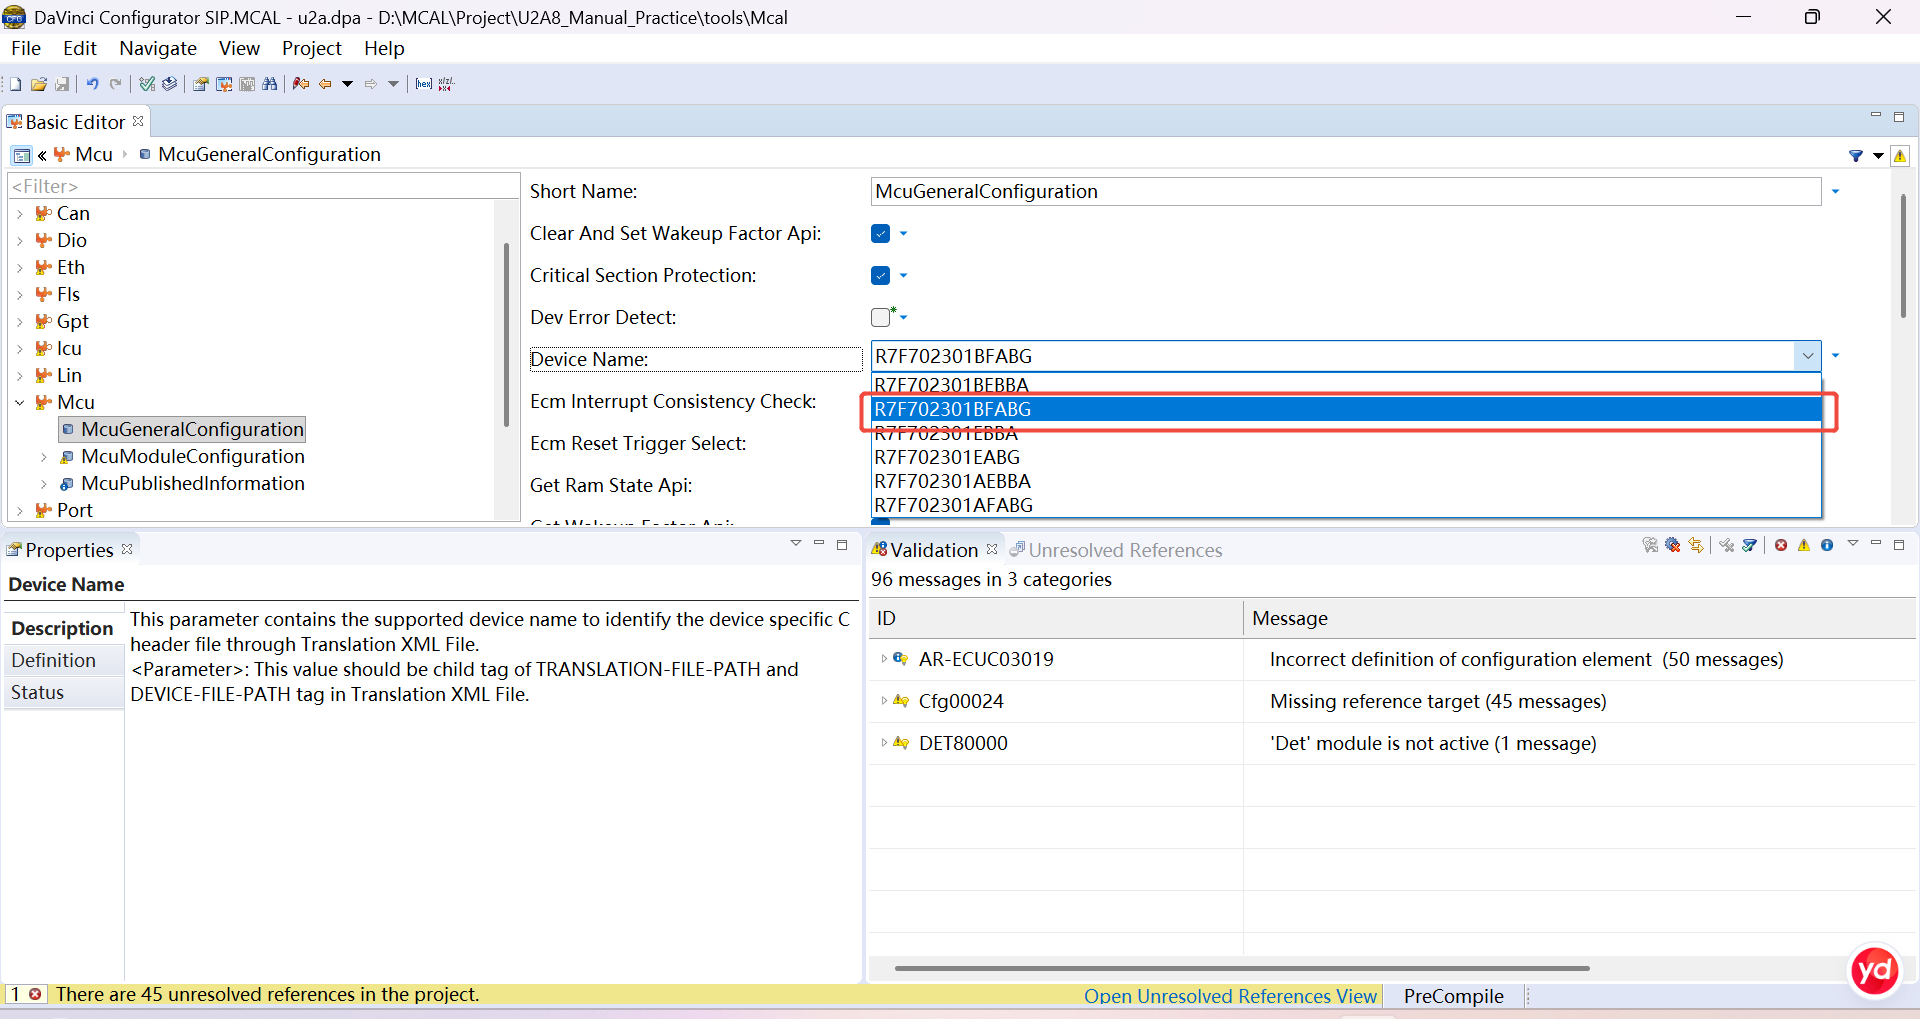 DaVinci Configurator SIP.MCAL - u2a.dpa - D:\MCAL\Project\U2A8_Manual_Practice\tools\Mcal
File Edit Navigate View Project Help
Basic Editor
« Mcu McuGeneralConfiguration
<Filter>
Can
Dio
Eth
Fls
Gpt
Icu
Lin
Mcu
McuGeneralConfiguration
McuModuleConfiguration
McuPublishedInformation
Port
Short Name: McuGeneralConfiguration
Clear And Set Wakeup Factor Api:
Critical Section Protection:
Dev Error Detect:
Device Name: R7F702301BFABG
R7F702301BEBBA
R7F702301BFABG
R7F702301EBBA
R7F702301EABG
R7F702301AEBBA
R7F702301AFABG
Ecm Interrupt Consistency Check:
Ecm Reset Trigger Select:
Get Ram State Api:
Get Wakeup Factor Api:
Properties
Device Name
Description
Definition
Status
This parameter contains the supported device name to identify the device specific C
header file through Translation XML File.
<Parameter>: This value should be child tag of TRANSLATION-FILE-PATH and
DEVICE-FILE-PATH tag in Translation XML File.
Validation Unresolved References
96 messages in 3 categories
ID Message
AR-ECUC03019 Incorrect definition of configuration element (50 messages)
Cfg00024 Missing reference target (45 messages)
DET80000 'Det' module is not active (1 message)
yd
1 There are 45 unresolved references in the project.
Open Unresolved References View PreCompile